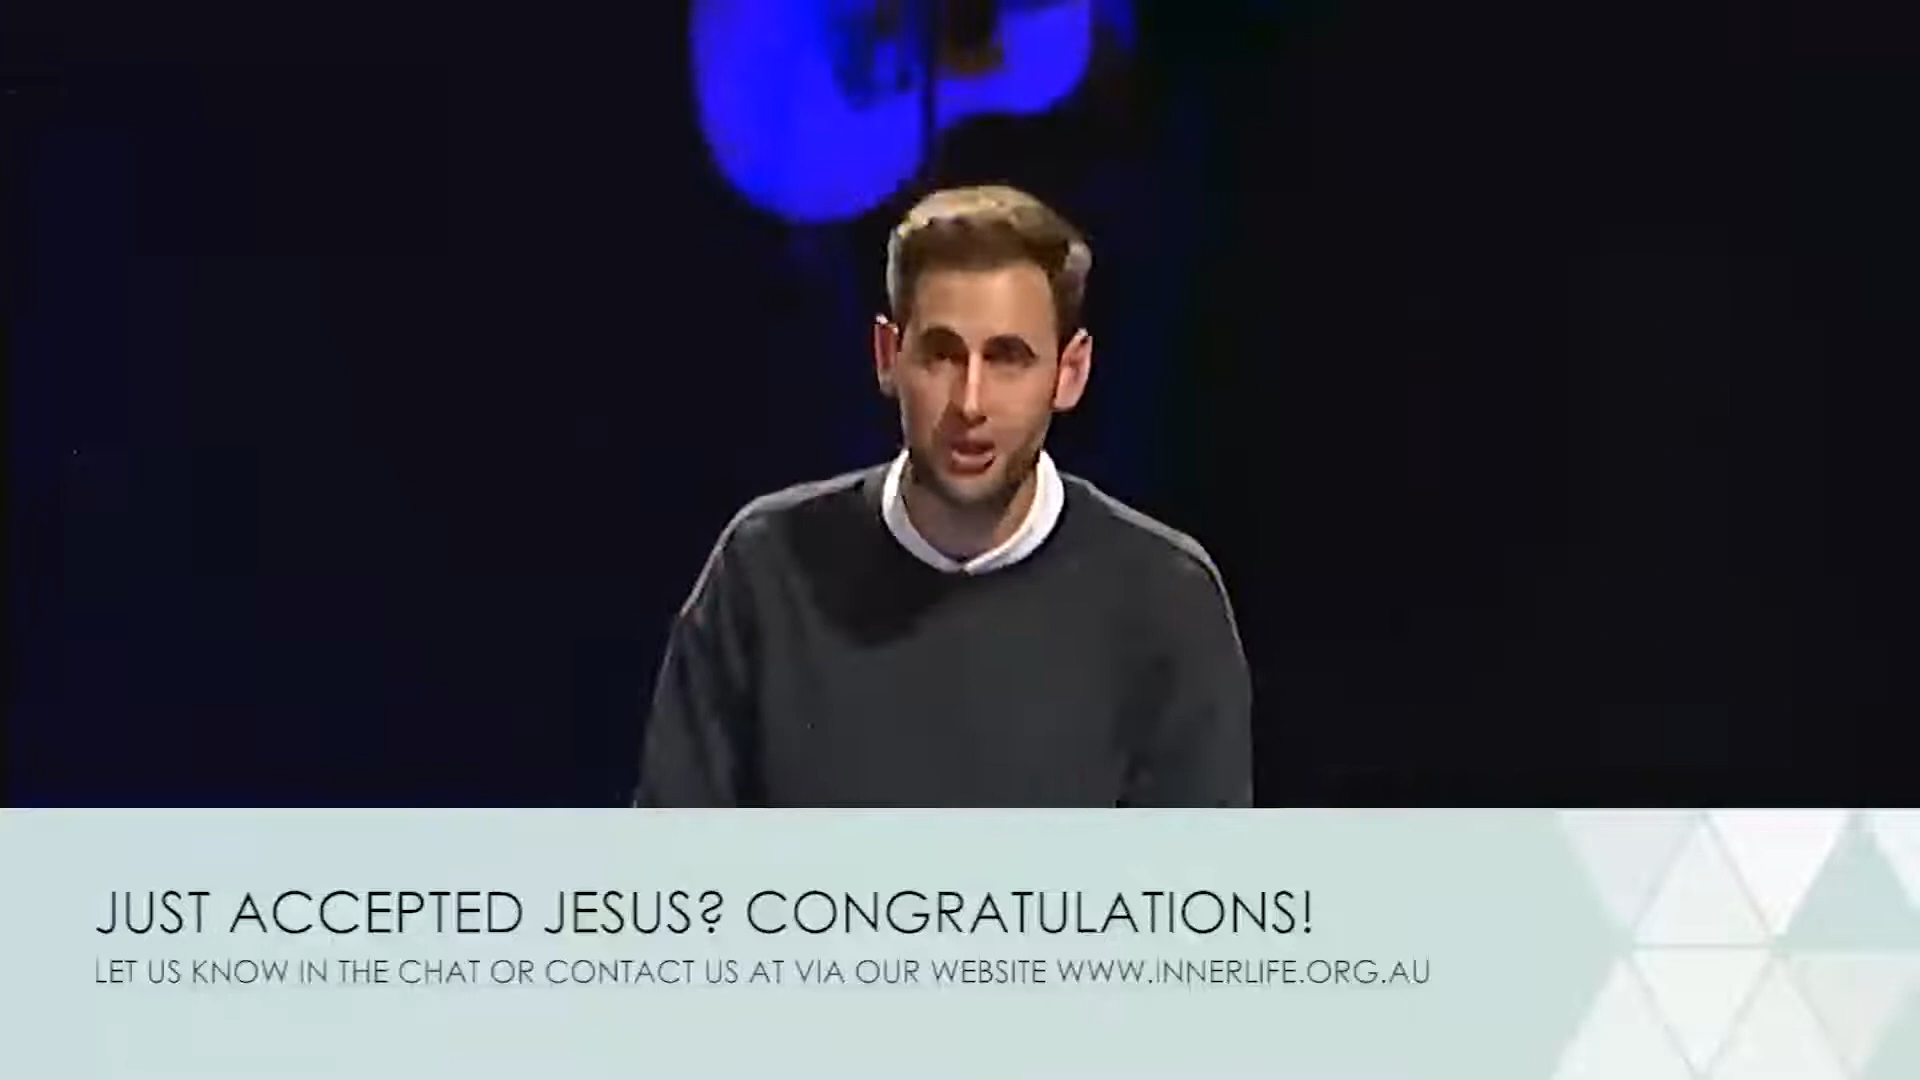 JUST ACCEPTED JESUS? CONGRATULATIONS!
LET US KNOW IN THE CHAT OR CONTACT US AT VIA OUR WEBSITE WWW.INNERLIFE.ORG.AU